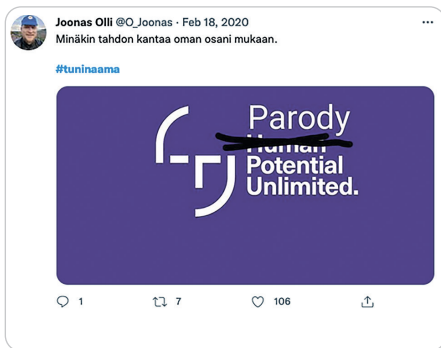 Joonas Olli @O_Joonas · Feb 18, 2020
Minäkin tahdon kantaa oman osani mukaan.
#tuninaama
Parody
Human
Potential
Unlimited.
1 7 106